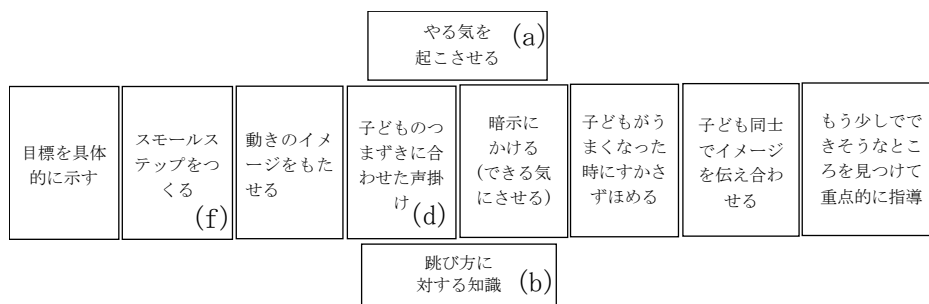 やる気を
起こさせる
(a)
目標を具体
的に示す
スモールス
テップをつ
くる
(f)
動きのイメ
ージをもた
せる
子どものつ
まずきに合
わせた声掛
け
(d)
暗示に
かける
(できる気
にさせる)
子どもがう
まくなった
時にすかさ
ずほめる
子ども同士
でイメージ
を伝え合わ
せる
もう少しでで
きそうなとこ
ろを見つけて
重点的に指導
跳び方に
対する知識
(b)